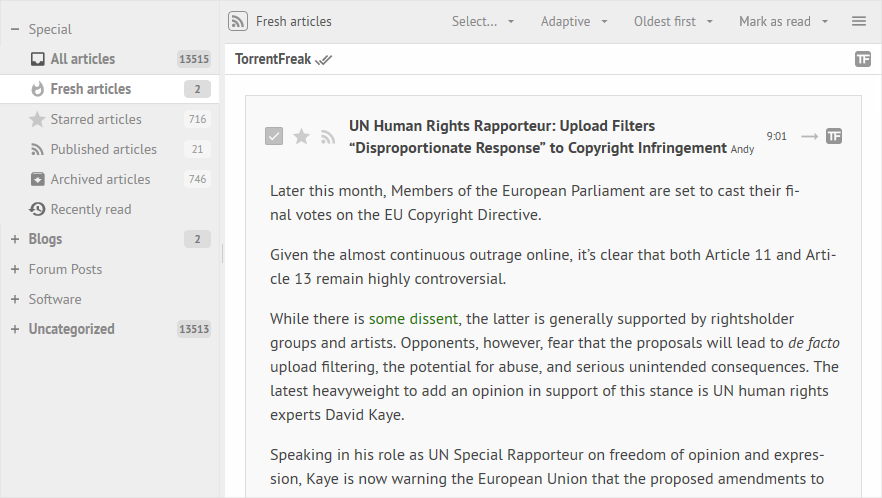 Special
All articles 13515
Fresh articles 2
Starred articles 716
Published articles 21
Archived articles 746
Recently read
Blogs 2
Forum Posts
Software
Uncategorized 13513
Fresh articles Select... Adaptive Oldest first Mark as read
TorrentFreak TF
UN Human Rights Rapporteur: Upload Filters
“Disproportionate Response” to Copyright Infringement Andy 9:01 TF
Later this month, Members of the European Parliament are set to cast their fi-
nal votes on the EU Copyright Directive.
Given the almost continuous outrage online, it’s clear that both Article 11 and Arti-
cle 13 remain highly controversial.
While there is some dissent, the latter is generally supported by rightsholder
groups and artists. Opponents, however, fear that the proposals will lead to de facto
upload filtering, the potential for abuse, and serious unintended consequences. The
latest heavyweight to add an opinion in support of this stance is UN human rights
experts David Kaye.
Speaking in his role as UN Special Rapporteur on freedom of opinion and expres-
sion, Kaye is now warning the European Union that the proposed amendments to